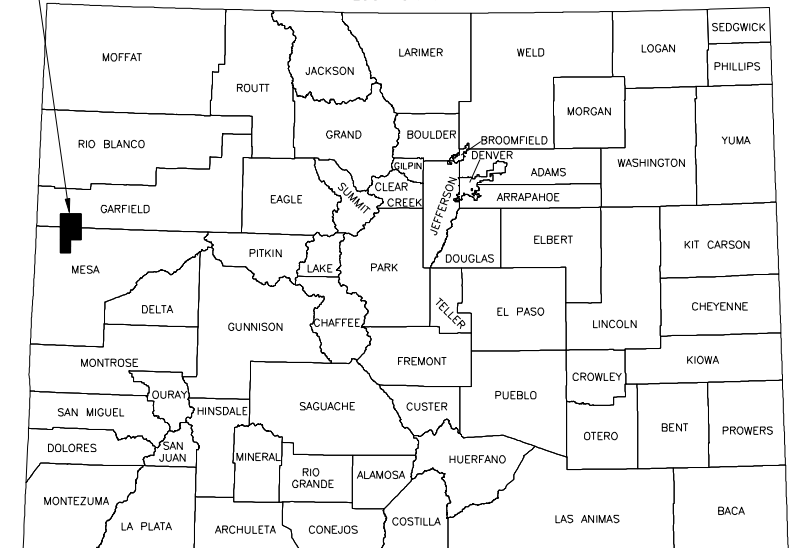 SEDGWICK
LARIMER
WELD
LOGAN
MOFFAT
PHILLIPS
JACKSON
ROUTT
MORGAN
GRAND
BOULDER
BROOMFIELD
YUMA
RIO BLANCO
DENVER
GILPIN
WASHINGTON
ADAMS
CLEAR
CREEK
EAGLE
SUMMIT
JEFFERSON
ARRAPAHOE
GARFIELD
ELBERT
KIT CARSON
PITKIN
DOUGLAS
MESA
LAKE
PARK
CHEYENNE
DELTA
TELLER
EL PASO
GUNNISON
CHAFFEE
LINCOLN
MONTROSE
FREMONT
KIOWA
CROWLEY
OURAY
PUEBLO
SAN MIGUEL
HINSDALE
SAGUACHE
CUSTER
BENT
PROWERS
OTERO
DOLORES
SAN
JUAN
MINERAL
HUERFANO
RIO
GRANDE
ALAMOSA
MONTEZUMA
LA PLATA
ARCHULETA
CONEJOS
COSTILLA
LAS ANIMAS
BACA